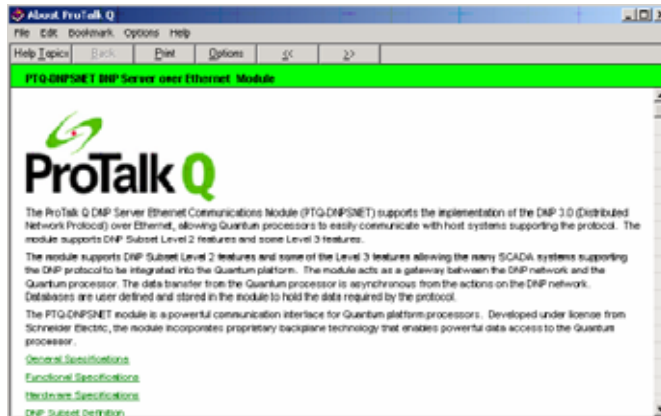 About ProTalk Q
File Edit Bookmark Options Help
Help Topics Back Print Options << >>
PTQ-DNPSNET DNP Server over Ethernet Module
ProTalk Q
The ProTalk Q DNP Server Ethernet Communications Module (PTQ-DNPSNET) supports the implementation of the DNP 3.0 (Distributed
Network Protocol) over Ethernet, allowing Quantum processors to easily communicate with host systems supporting the protocol. The
module supports DNP Subset Level 2 features and some Level 3 features.
The module supports DNP Subset Level 2 features and some of the Level 3 features allowing the many SCADA systems supporting
the DNP protocol to be integrated into the Quantum platform. The module acts as a gateway between the DNP network and the
Quantum processor. The data transfer from the Quantum processor is asynchronous from the actions on the DNP network.
Databases are user defined and stored in the module to hold the data required by the protocol.
The PTQ-DNPSNET module is a powerful communication interface for Quantum platform processors. Developed under license from
Schneider Electric, the module incorporates proprietary backplane technology that enables powerful data access to the Quantum
processor.
General Specifications
Functional Specifications
Hardware Specifications
DNP Subset Definition